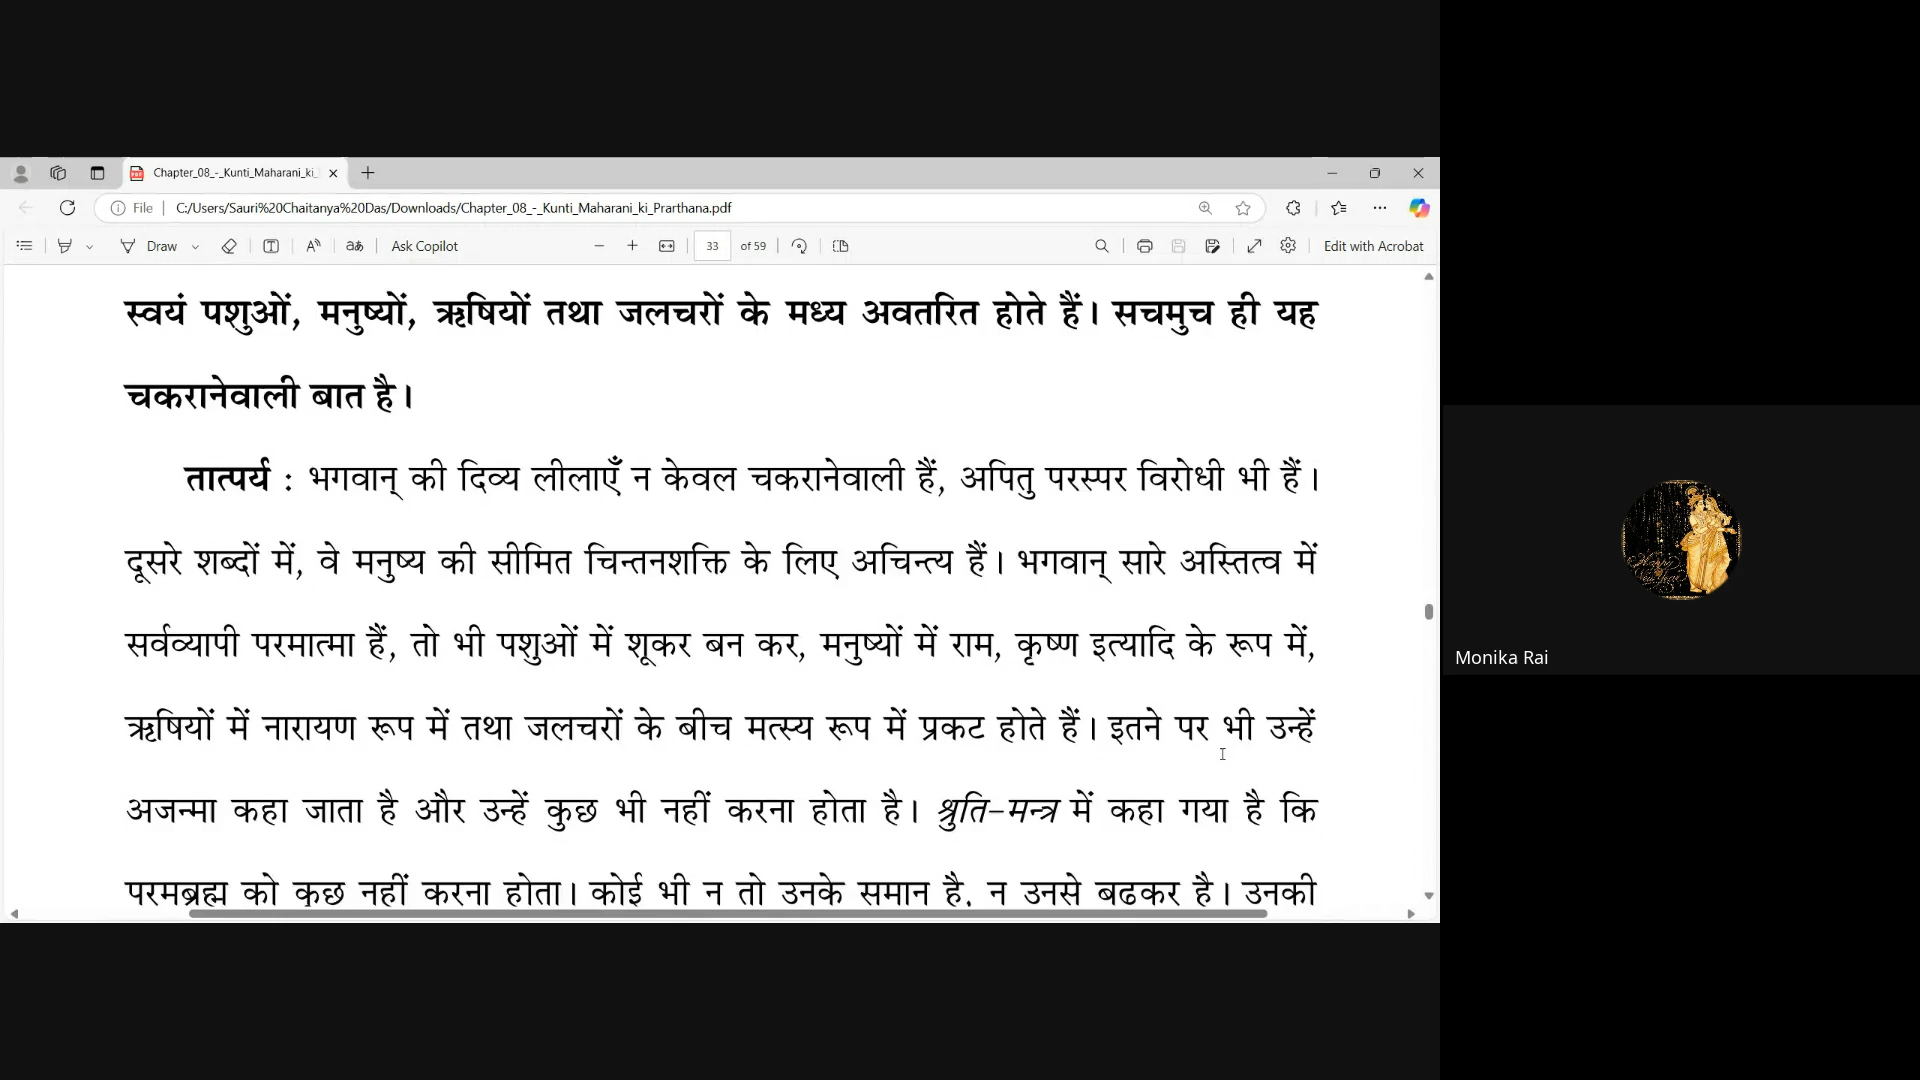 Chapter_08_-_Kunti_Maharani_ki_
File
C:/Users/Sauri%20Chaitanya%20Das/Downloads/Chapter_08_-_Kunti_Maharani_ki_Prarthana.pdf
Draw
Ask Copilot
33 of 59
Edit with Acrobat
स्वयं पशुओं, मनुष्यों, ऋषियों तथा जलचरों के मध्य अवतरित होते हैं। सचमुच ही यह
चकरानेवाली बात है।
तात्पर्य : भगवान् की दिव्य लीलाएँ न केवल चकरानेवाली हैं, अपितु परस्पर विरोधी भी हैं।
दूसरे शब्दों में, वे मनुष्य की सीमित चिन्तनशक्ति के लिए अचिन्त्य हैं। भगवान् सारे अस्तित्व में
सर्वव्यापी परमात्मा हैं, तो भी पशुओं में शूकर बन कर, मनुष्यों में राम, कृष्ण इत्यादि के रूप में,
ऋषियों में नारायण रूप में तथा जलचरों के बीच मत्स्य रूप में प्रकट होते हैं। इतने पर भी उन्हें
अजन्मा कहा जाता है और उन्हें कुछ भी नहीं करना होता है। श्रुति-मन्त्र में कहा गया है कि
परमब्रह्म को कुछ नहीं करना होता। कोई भी न तो उनके समान है, न उनसे बढकर है। उनकी
Monika Rai